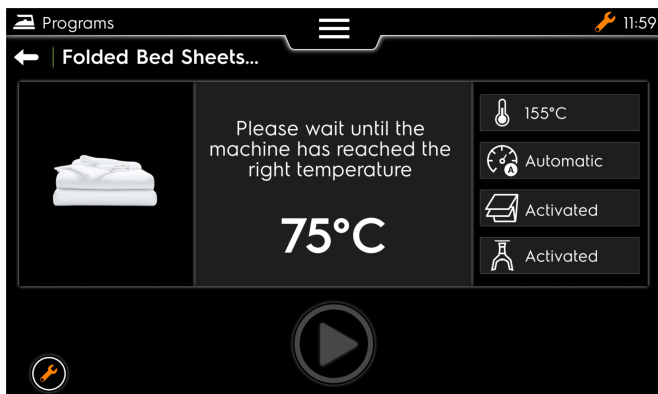 Programs
11:59
Folded Bed Sheets...
Please wait until the
machine has reached the
right temperature
75°C
155°C
A Automatic
Activated
Activated